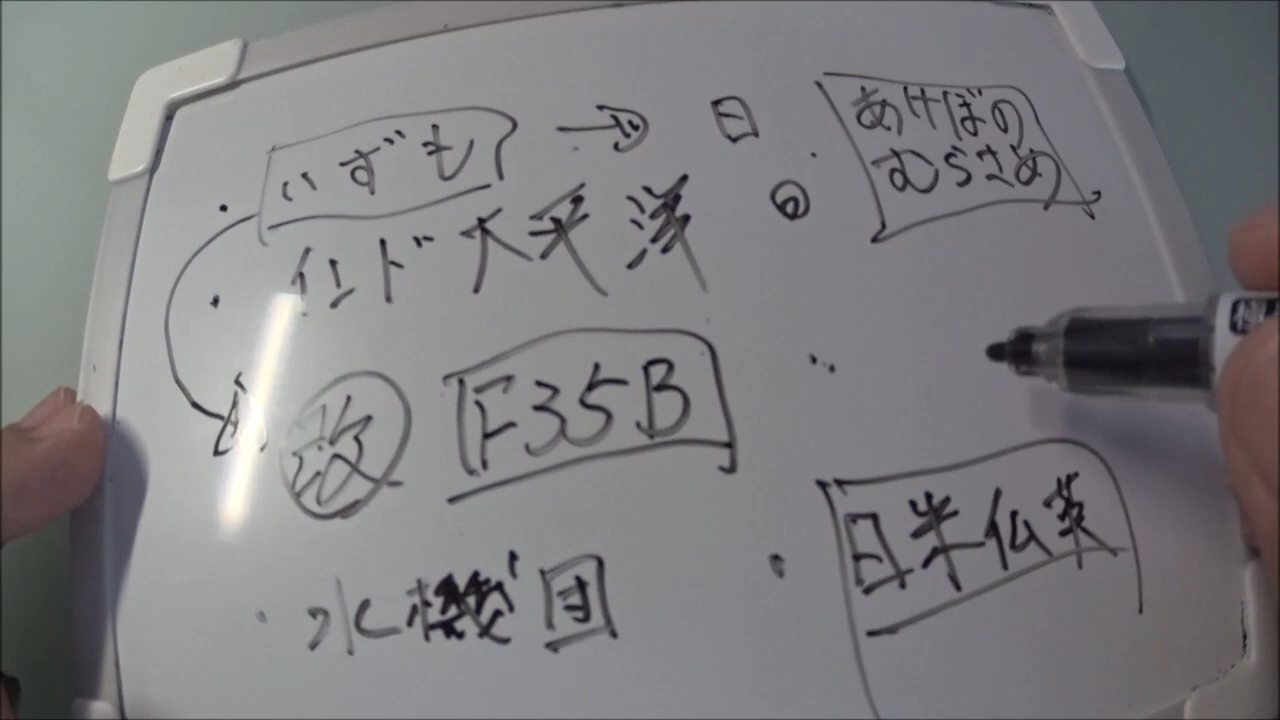 いずも → 日
インド太平洋
改 F35B
水機団
あけぼの
むらさめ
日米仏英